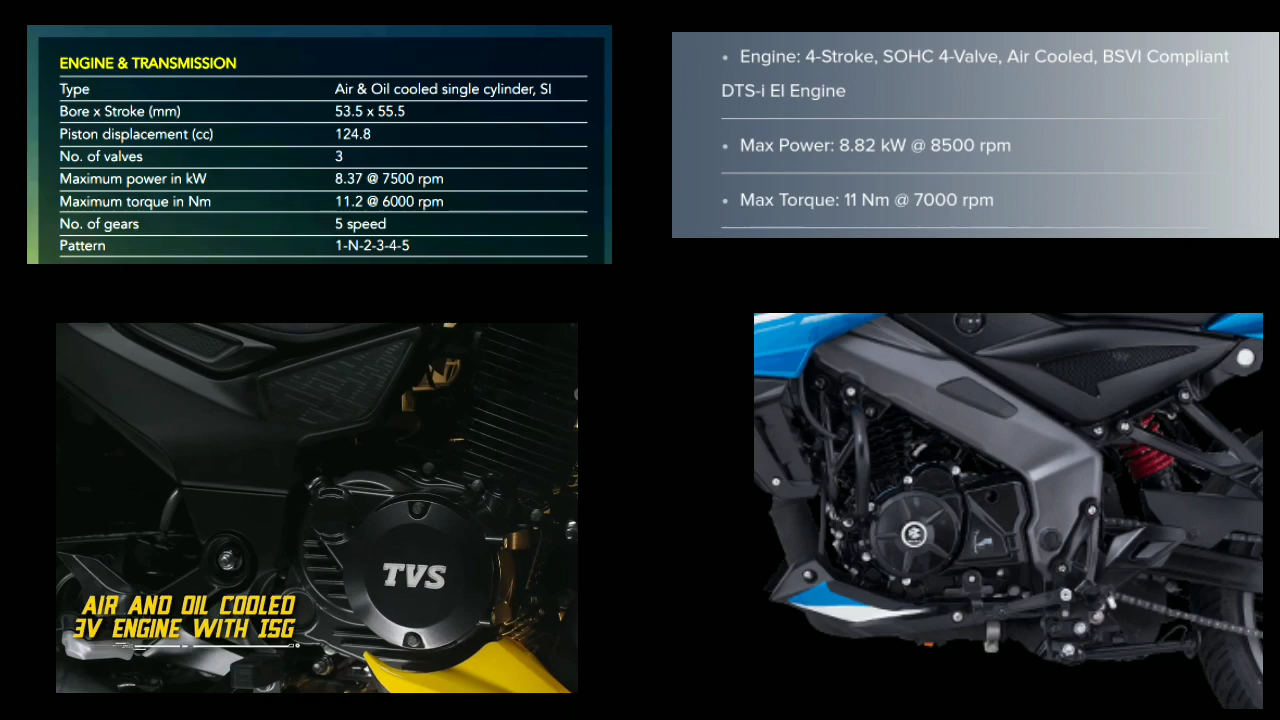 ENGINE & TRANSMISSION
Type Air & Oil cooled single cylinder, SI
Bore x Stroke (mm) 53.5 x 55.5
Piston displacement (cc) 124.8
No. of valves 3
Maximum power in kW 8.37 @ 7500 rpm
Maximum torque in Nm 11.2 @ 6000 rpm
No. of gears 5 speed
Pattern 1-N-2-3-4-5
• Engine: 4-Stroke, SOHC 4-Valve, Air Cooled, BSVI Compliant
DTS-i EI Engine
• Max Power: 8.82 kW @ 8500 rpm
• Max Torque: 11 Nm @ 7000 rpm
TVS
AIR AND OIL COOLED
3V ENGINE WITH ISG